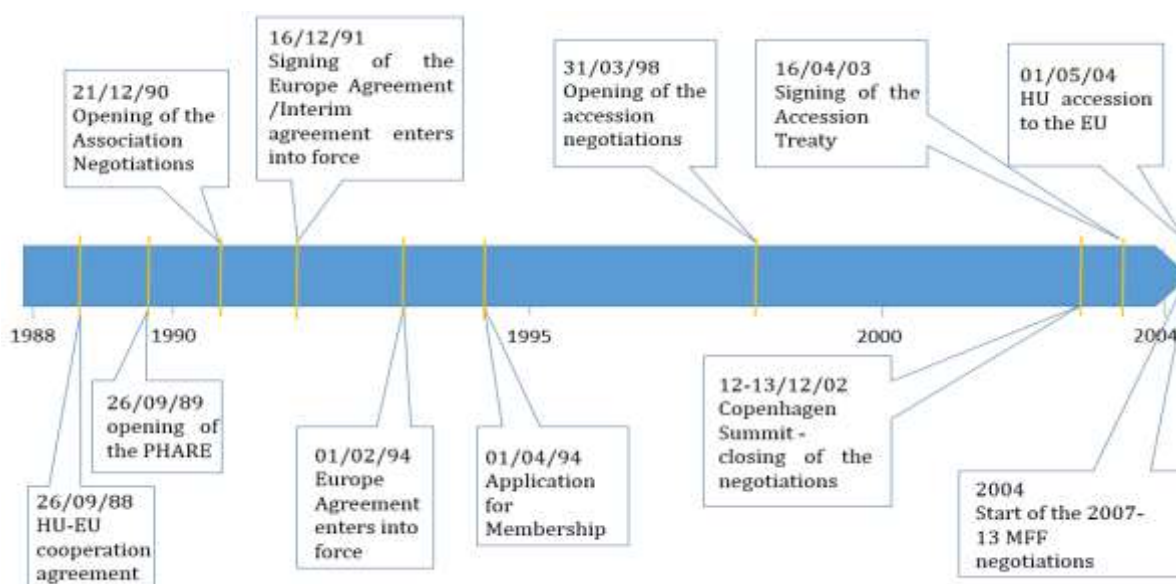 21/12/90
Opening of the
Association
Negotiations
16/12/91
Signing of the
Europe Agreement
/Interim
agreement enters
into force
31/03/98
Opening of the
accession
negotiations
16/04/03
Signing of the
Accession
Treaty
01/05/04
HU accession
to the EU
1988
1990
1995
2000
2004
26/09/88
HU-EU
cooperation
agreement
26/09/89
opening of
the PHARE
01/02/94
Europe
Agreement
enters into
force
01/04/94
Application
for
Membership
12-13/12/02
Copenhagen
Summit -
closing of the
negotiations
2004
Start of the 2007-
13 MFF
negotiations